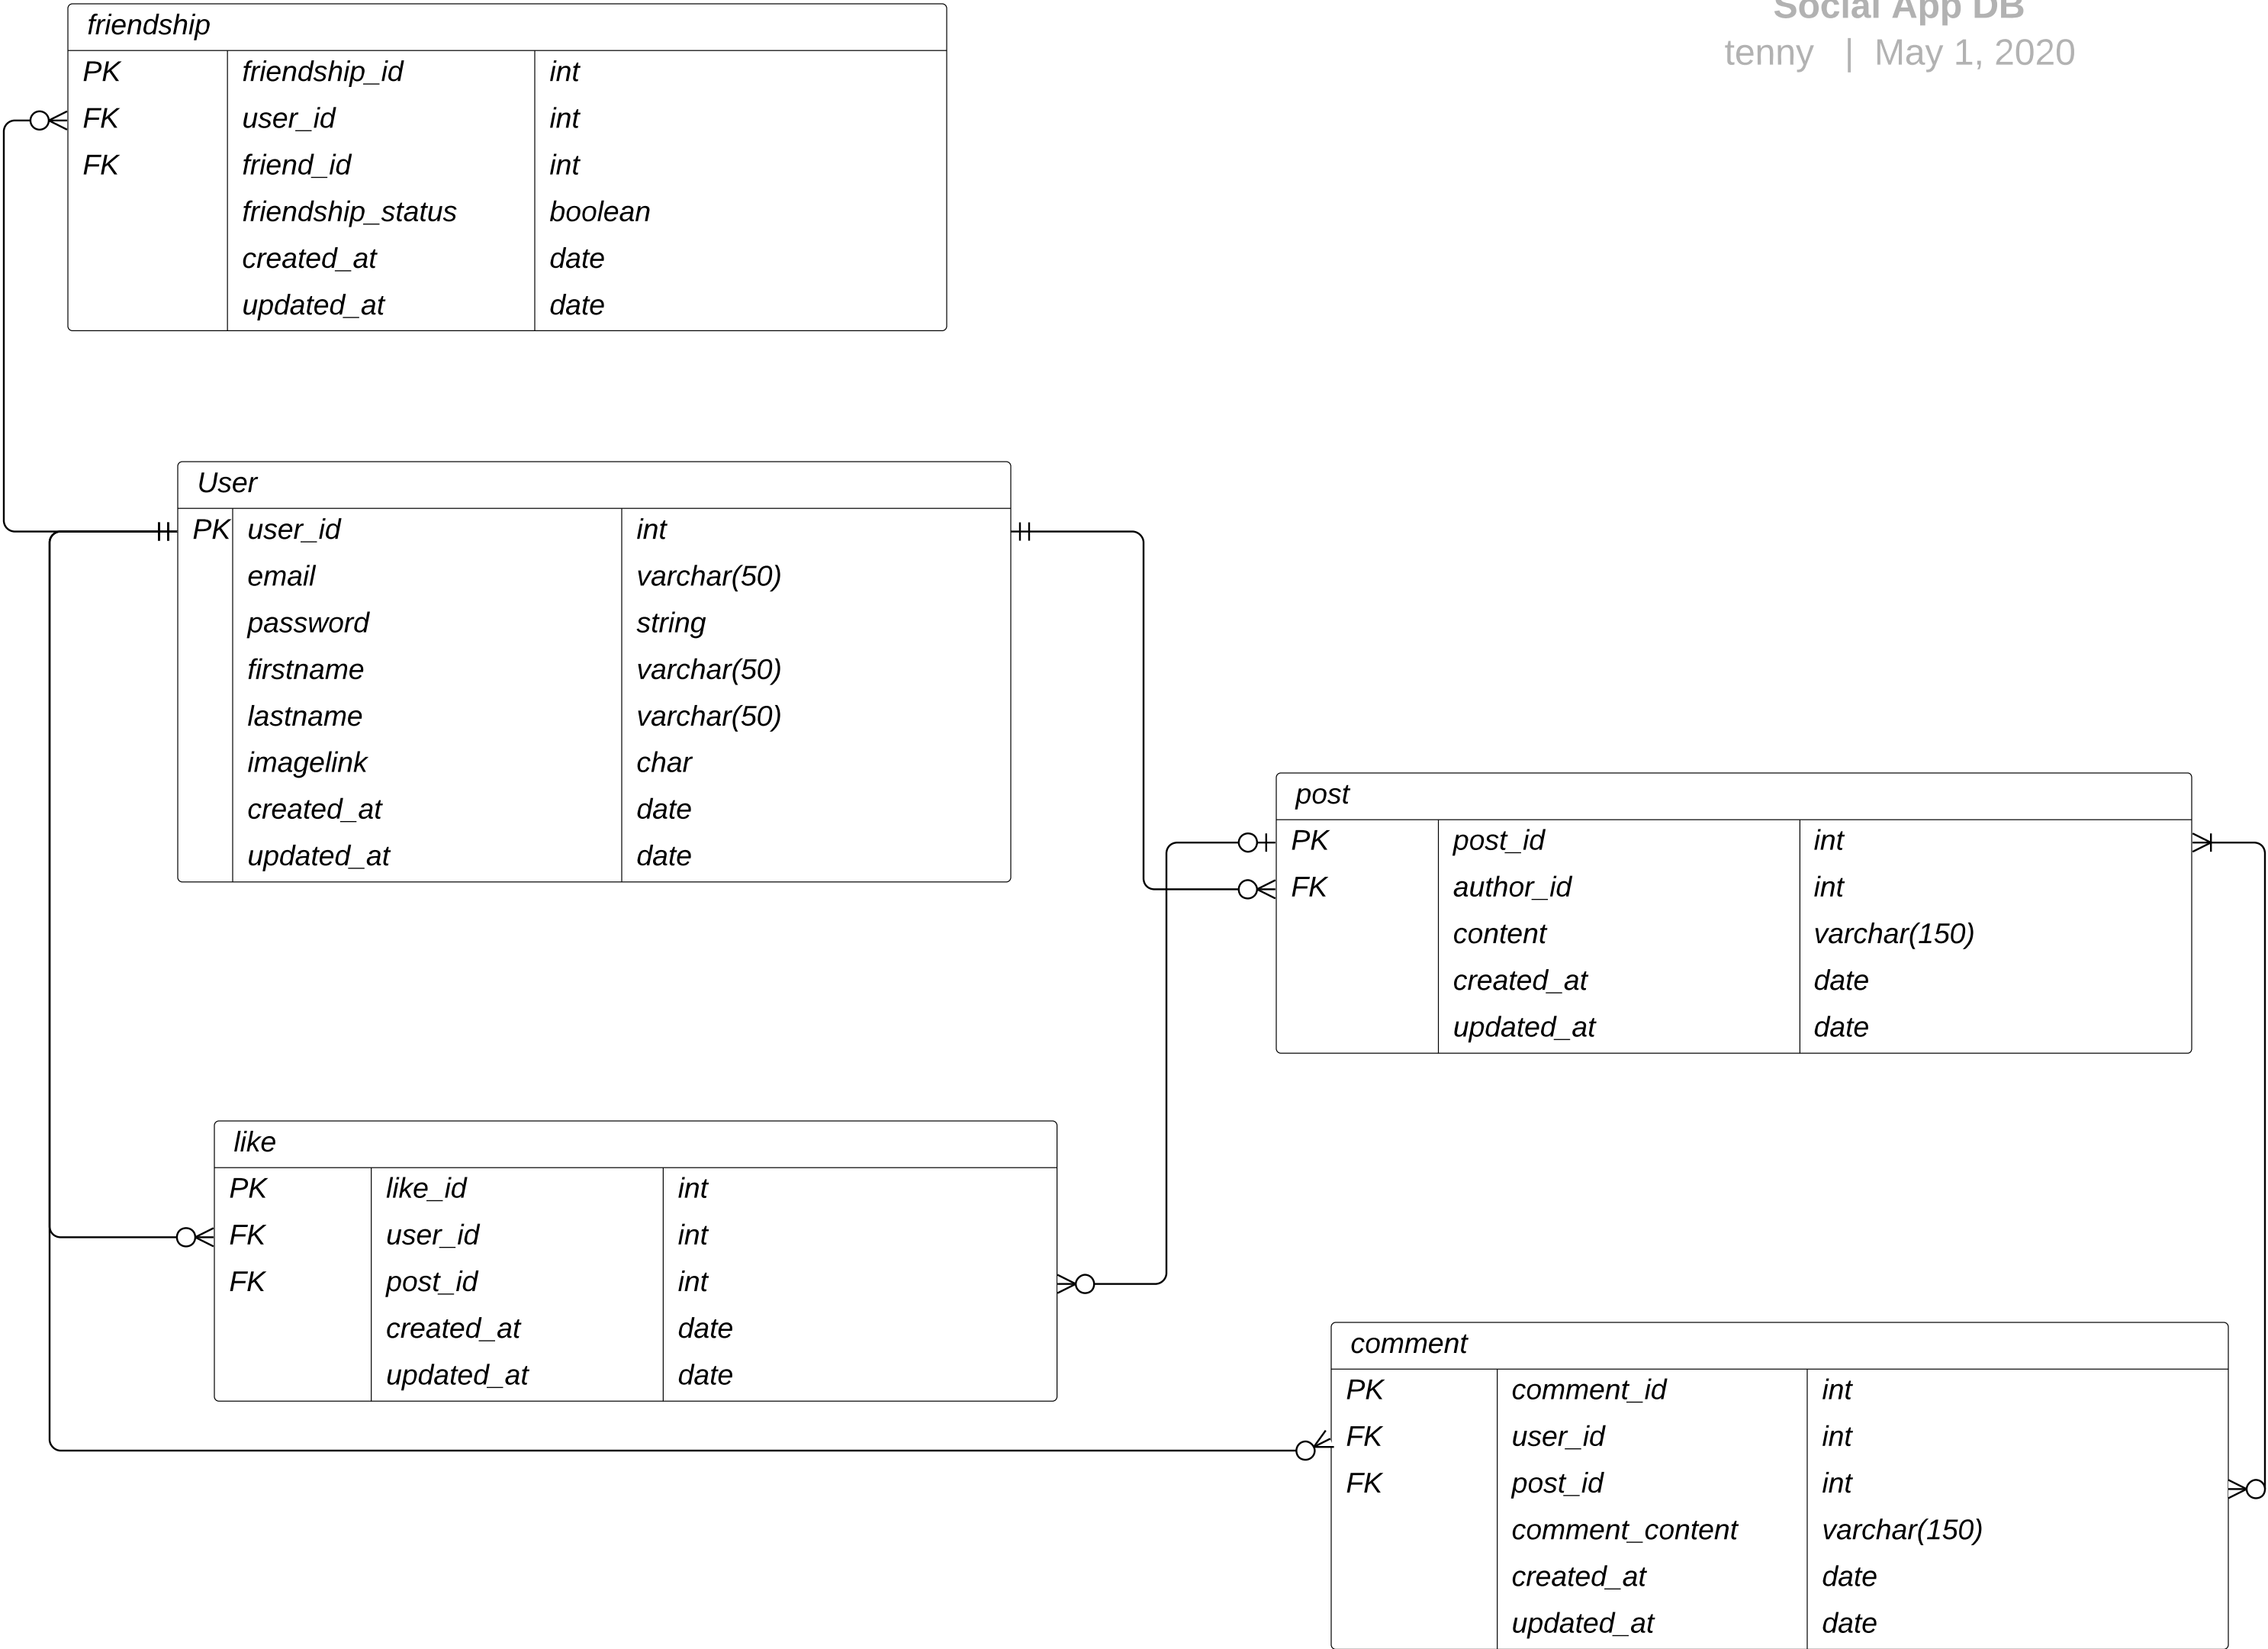 Social App DB
tenny | May 1, 2020
friendship
PK friendship_id int
FK user_id int
FK friend_id int
friendship_status boolean
created_at date
updated_at date
User
PK user_id int
email varchar(50)
password string
firstname varchar(50)
lastname varchar(50)
imagelink char
created_at date
updated_at date
post
PK post_id int
FK author_id int
content varchar(150)
created_at date
updated_at date
like
PK like_id int
FK user_id int
FK post_id int
created_at date
updated_at date
comment
PK comment_id int
FK user_id int
FK post_id int
comment_content varchar(150)
created_at date
updated_at date